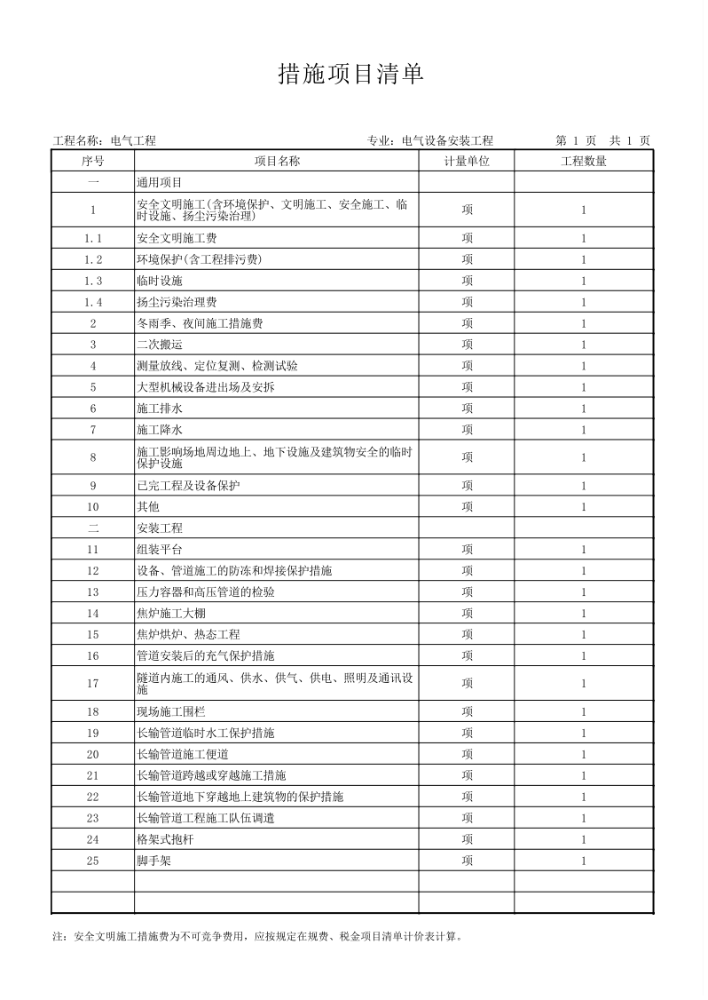 措施项目清单
工程名称：电气工程 专业：电气设备安装工程 第 1 页 共 1 页
序号 项目名称 计量单位 工程数量
一 通用项目
1 安全文明施工(含环境保护、文明施工、安全施工、临 项 1
时设施、扬尘污染治理)
1.1 安全文明施工费 项 1
1.2 环境保护(含工程排污费) 项 1
1.3 临时设施 项 1
1.4 扬尘污染治理费 项 1
2 冬雨季、夜间施工措施费 项 1
3 二次搬运 项 1
4 测量放线、定位复测、检测试验 项 1
5 大型机械设备进出场及安拆 项 1
6 施工排水 项 1
7 施工降水 项 1
8 施工影响场地周边地上、地下设施及建筑物安全的临时 项 1
保护设施
9 已完工程及设备保护 项 1
10 其他 项 1
二 安装工程
11 组装平台 项 1
12 设备、管道施工的防冻和焊接保护措施 项 1
13 压力容器和高压管道的检验 项 1
14 焦炉施工大棚 项 1
15 焦炉烘炉、热态工程 项 1
16 管道安装后的充气保护措施 项 1
17 隧道内施工的通风、供水、供气、供电、照明及通讯设 项 1
施
18 现场施工围栏 项 1
19 长输管道临时水工保护措施 项 1
20 长输管道施工便道 项 1
21 长输管道跨越或穿越施工措施 项 1
22 长输管道地下穿越地上建筑物的保护措施 项 1
23 长输管道工程施工队伍调遣 项 1
24 格架式抱杆 项 1
25 脚手架 项 1
注：安全文明施工措施费为不可竞争费用，应按规定在规费、税金项目清单计价表计算。